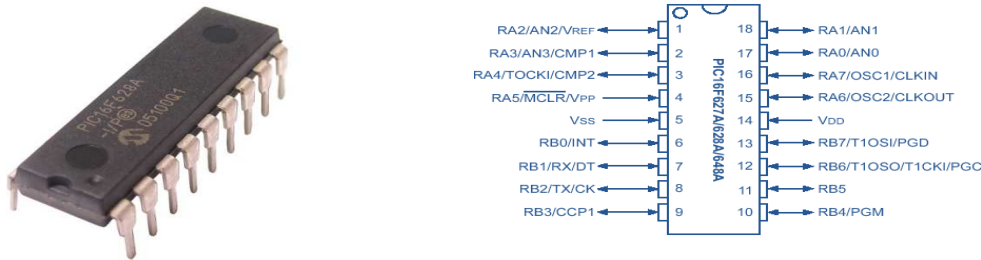 PIC16F628A
-I/P e3
05100Q1
RA2/AN2/VREF
RA3/AN3/CMP1
RA4/TOCKI/CMP2
RA5/MCLR/VPP
VSS
RB0/INT
RB1/RX/DT
RB2/TX/CK
RB3/CCP1
1
2
3
4
5
6
7
8
9
PIC16F627A/628A/648A
18
17
16
15
14
13
12
11
10
RA1/AN1
RA0/AN0
RA7/OSC1/CLKIN
RA6/OSC2/CLKOUT
VDD
RB7/T1OSI/PGD
RB6/T1OSO/T1CKI/PGC
RB5
RB4/PGM